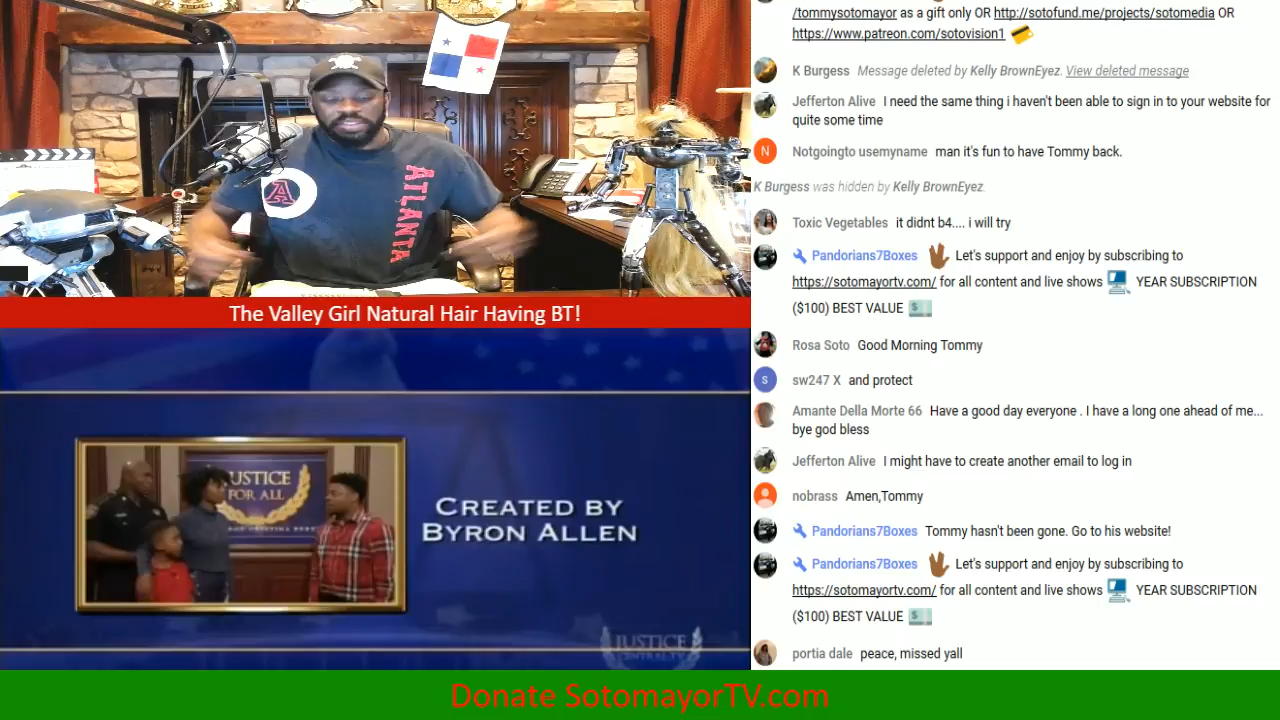 ATLANTA
A
The Valley Girl Natural Hair Having BT!
JUSTICE
FOR ALL
CREATED BY
BYRON ALLEN
JUSTICE
CENTRAL.TV
/tommysotomayor as a gift only OR http://sotofund.me/projects/sotomedia OR
https://www.patreon.com/sotovision1
K Burgess Message deleted by Kelly BrownEyez. View deleted message
Jefferton Alive I need the same thing i haven't been able to sign in to your website for
quite some time
N Notgoingto usemyname man it's fun to have Tommy back.
K Burgess was hidden by Kelly BrownEyez.
Toxic Vegetables it didnt b4.... i will try
Pandorians7Boxes Let's support and enjoy by subscribing to
https://sotomayortv.com/ for all content and live shows YEAR SUBSCRIPTION
($100) BEST VALUE
Rosa Soto Good Morning Tommy
s sw247 X and protect
Amante Della Morte 66 Have a good day everyone . I have a long one ahead of me...
bye god bless
Jefferton Alive I might have to create another email to log in
nobrass Amen,Tommy
Pandorians7Boxes Tommy hasn't been gone. Go to his website!
Pandorians7Boxes Let's support and enjoy by subscribing to
https://sotomayortv.com/ for all content and live shows YEAR SUBSCRIPTION
($100) BEST VALUE
portia dale peace, missed yall
Donate SotomayorTV.com